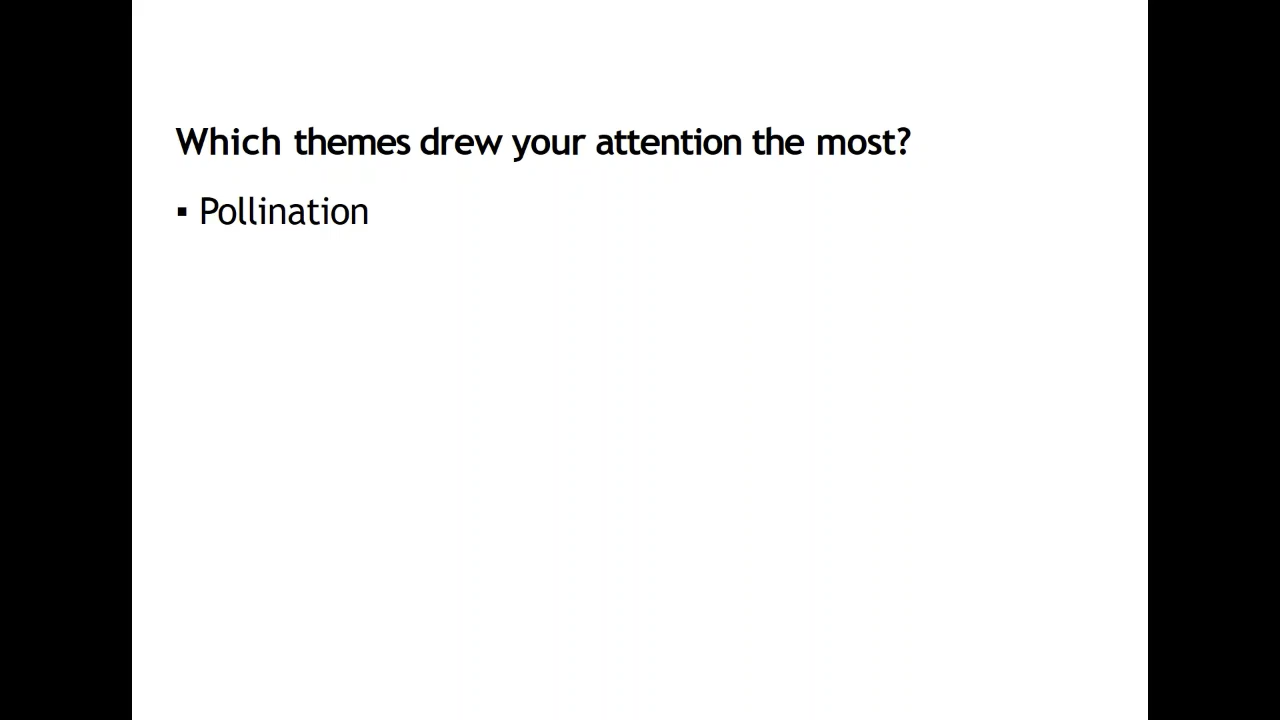 Which themes drew your attention the most?
▪ Pollination